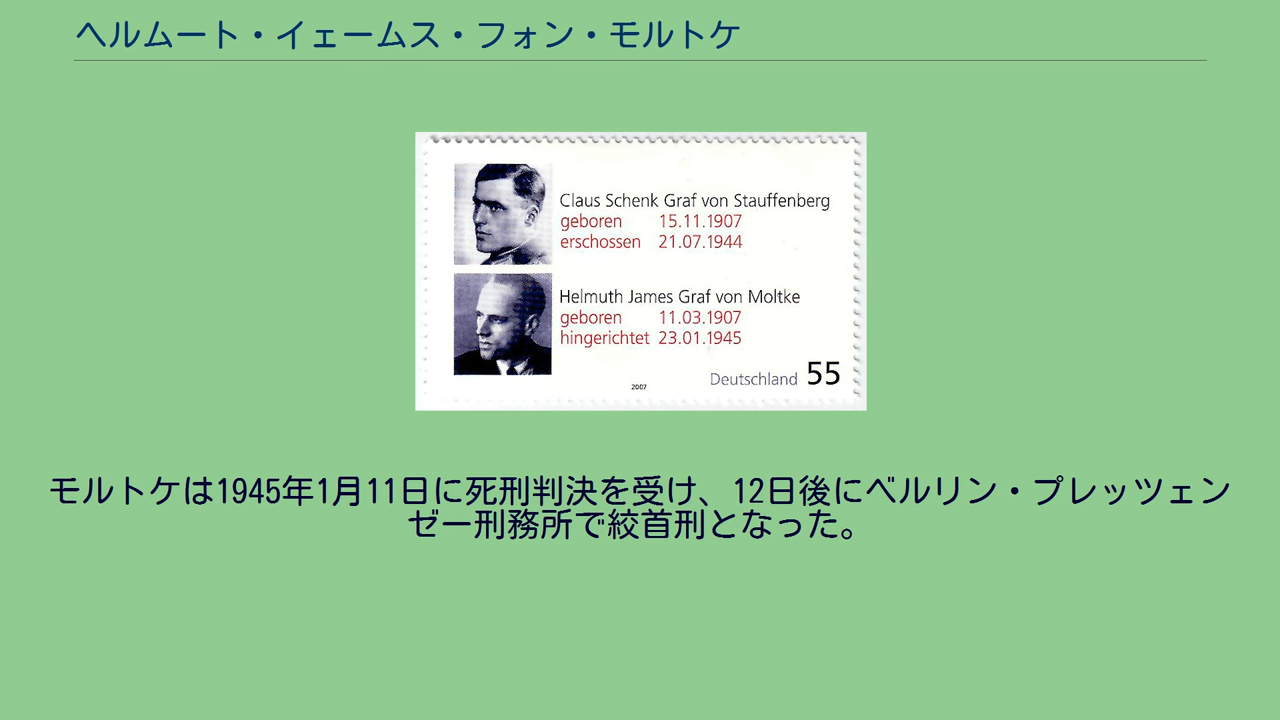 ヘルムート・イェームス・フォン・モルトケ
Claus Schenk Graf von Stauffenberg
geboren 15.11.1907
erschossen 21.07.1944
Helmuth James Graf von Moltke
geboren 11.03.1907
hingerichtet 23.01.1945
2007
Deutschland 55
モルトケは1945年1月11日に死刑判決を受け、12日後にベルリン・プレッツェン
ゼー刑務所で絞首刑となった。